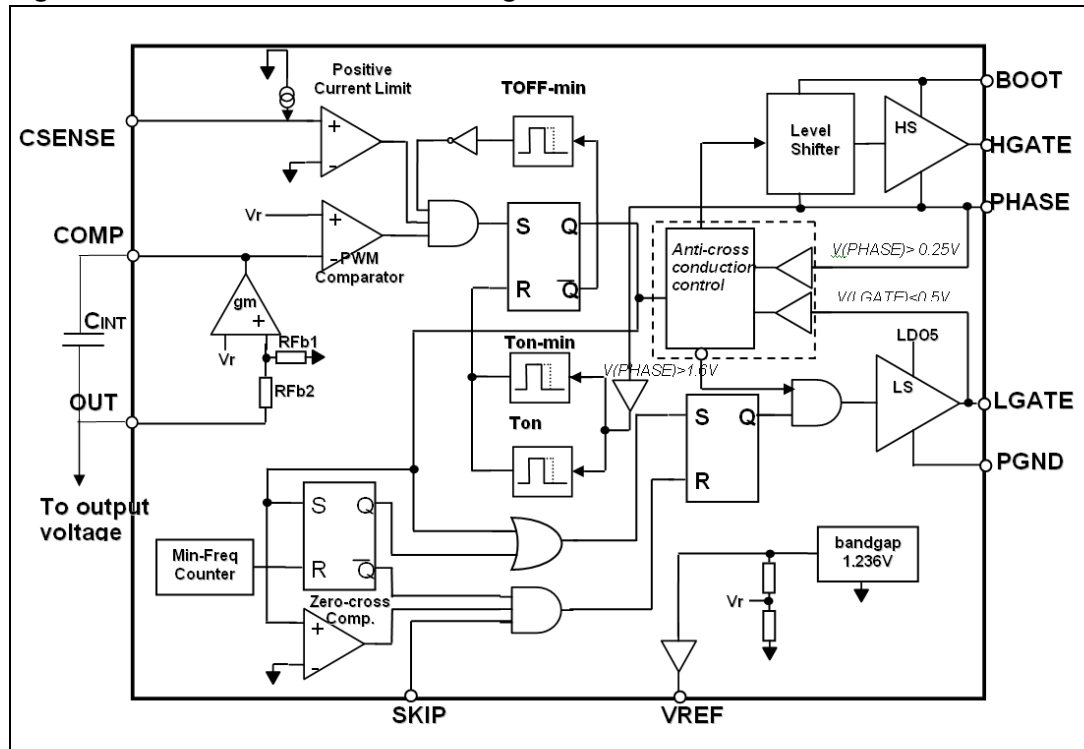 Positive
Current Limit
TOFF-min
BOOT
CSENSE
+
-
Level
Shifter
HS
HGATE
PHASE
Vr
+
-
PWM
Comparator
COMP
S Q
R Q
Anti-cross
conduction
control
V(PHASE)> 0.25V
V(LGATE)<0.5V
gm
+
Vr
CINT
RFb1
RFb2
OUT
Ton-min
V(PHASE)>1.6V
LDO5
LS
LGATE
Ton
S Q
R
PGND
To output
voltage
S Q
R Q
Min-Freq
Counter
Zero-cross
Comp.
+
-
bandgap
1.236V
Vr
SKIP
VREF